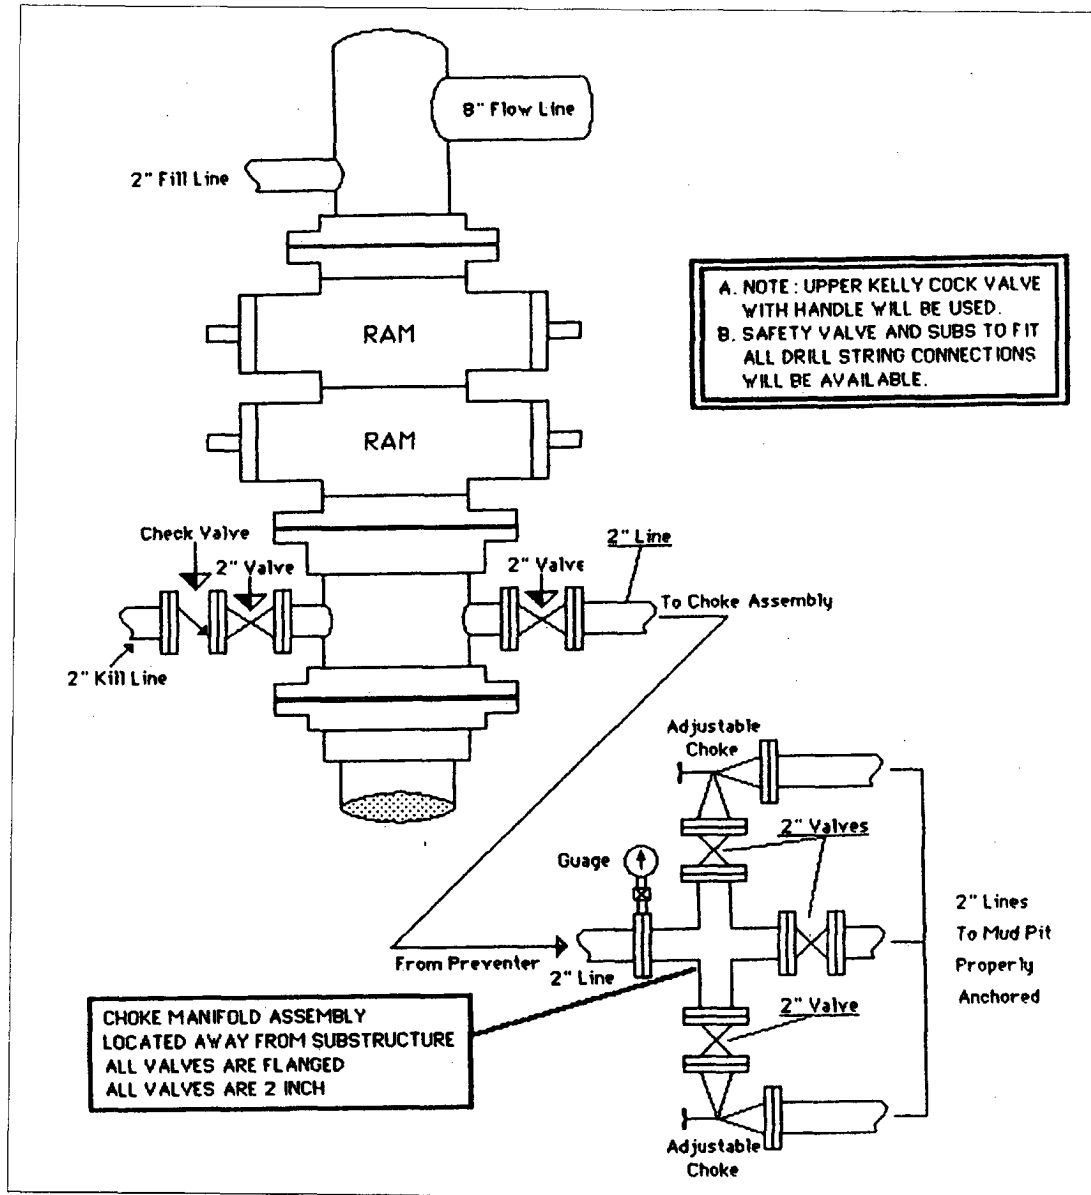 8" Flow Line
2" Fill Line
A. NOTE: UPPER KELLY COCK VALVE
WITH HANDLE WILL BE USED.
B. SAFETY VALVE AND SUBS TO FIT
ALL DRILL STRING CONNECTIONS
WILL BE AVAILABLE.
RAM
RAM
Check Valve
2" Valve
2" Valve
2" Line
To Choke Assembly
2" Kill Line
Adjustable
Choke
2" Valves
Guage
2" Lines
To Mud Pit
Properly
Anchored
From Preventer
2" Line
2" Valve
CHOKE MANIFOLD ASSEMBLY
LOCATED AWAY FROM SUBSTRUCTURE
ALL VALVES ARE FLANGED
ALL VALVES ARE 2 INCH
Adjustable
Choke